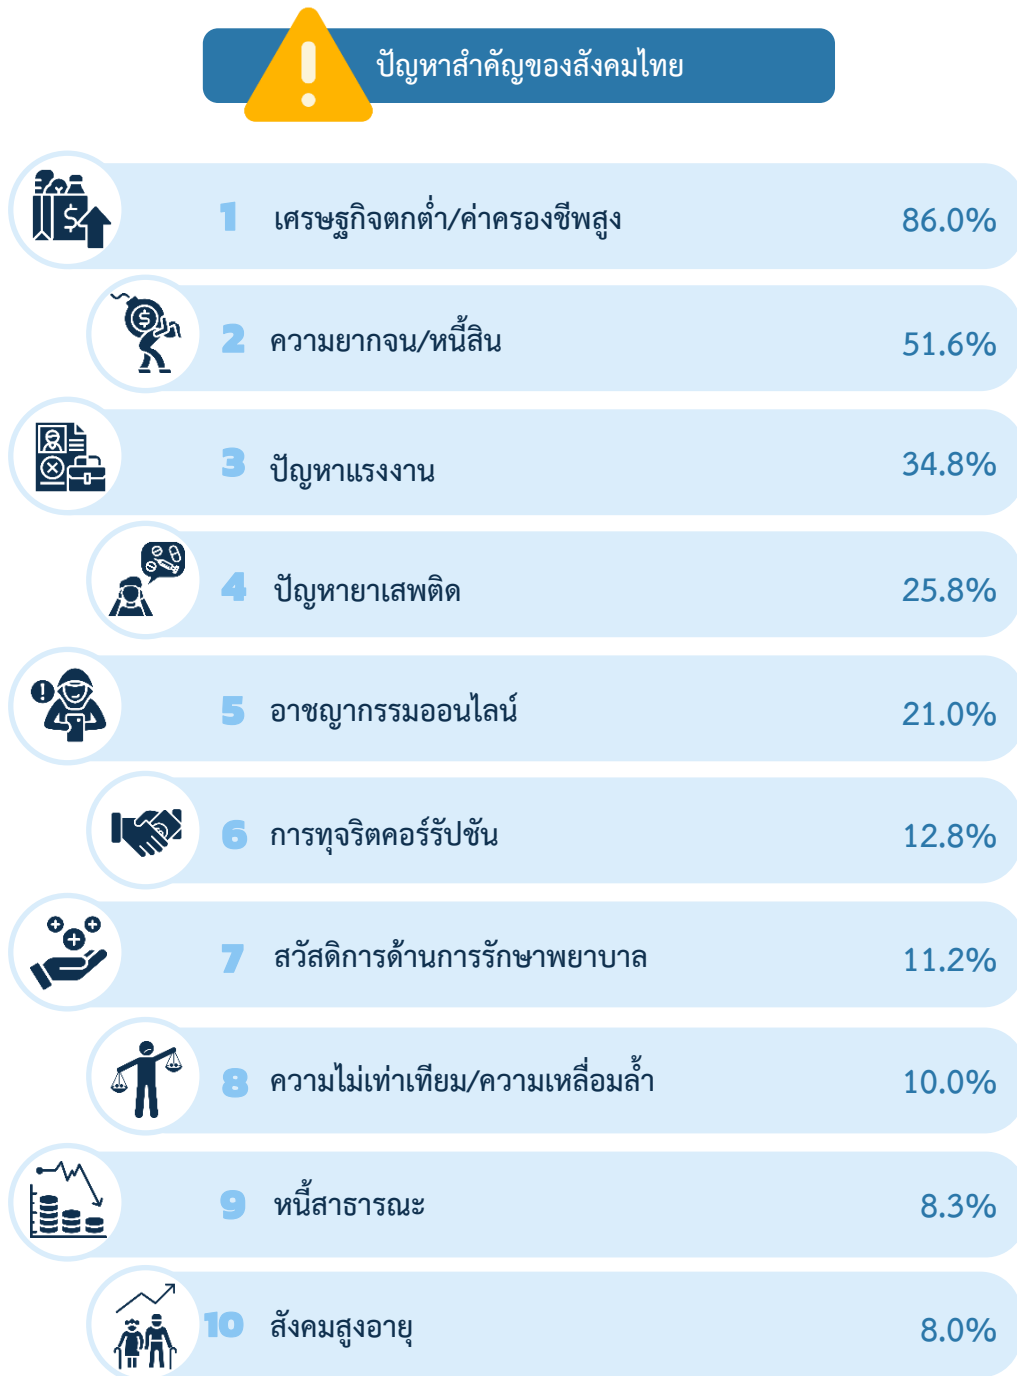 ปัญหาสำคัญของสังคมไทย
1 เศรษฐกิจตกต่ำ/ค่าครองชีพสูง 86.0%
2 ความยากจน/หนี้สิน 51.6%
3 ปัญหาแรงงาน 34.8%
4 ปัญหายาเสพติด 25.8%
5 อาชญากรรมออนไลน์ 21.0%
6 การทุจริตคอร์รัปชัน 12.8%
7 สวัสดิการด้านการรักษาพยาบาล 11.2%
8 ความไม่เท่าเทียม/ความเหลื่อมล้ำ 10.0%
9 หนี้สาธารณะ 8.3%
10 สังคมสูงอายุ 8.0%